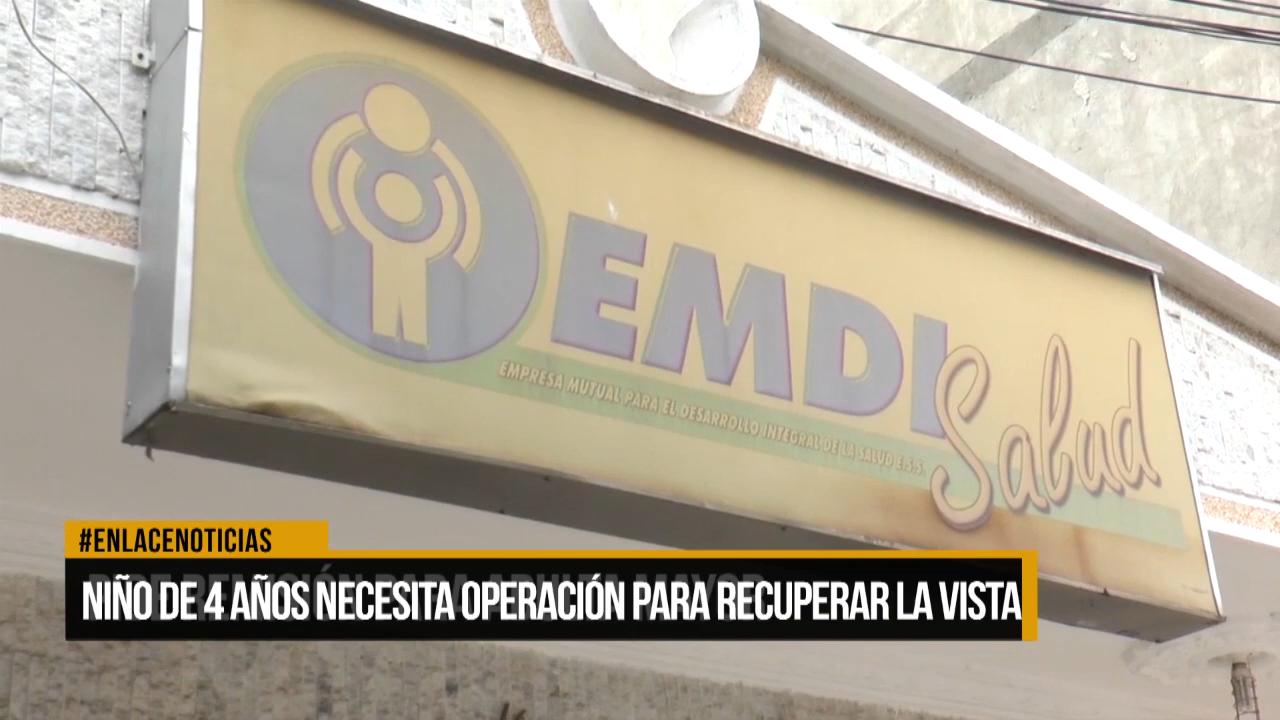 EMDI
Salud
EMPRESA MUTUAL PARA EL DESARROLLO INTEGRAL DE LA SALUD E.S.S.
#ENLACENOTICIAS
NIÑO DE 4 AÑOS NECESITA OPERACIÓN PARA RECUPERAR LA VISTA